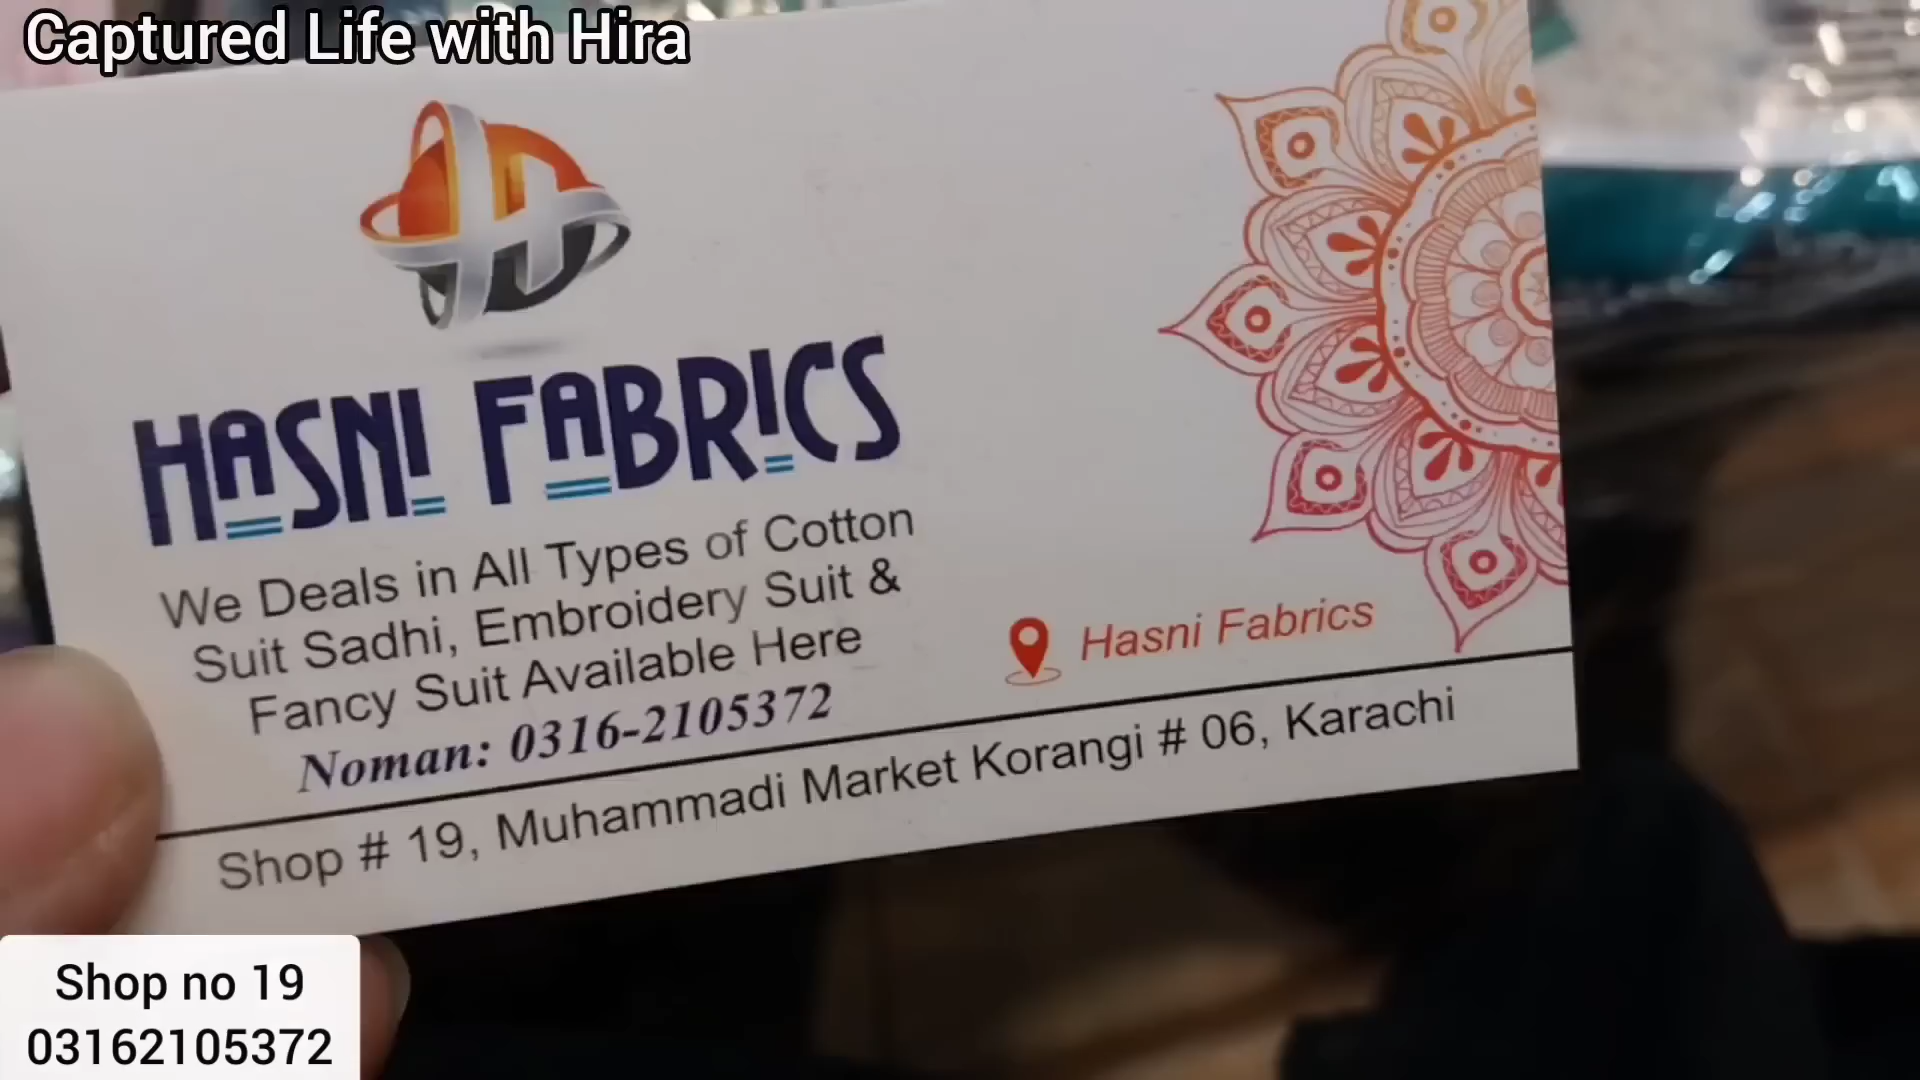 Captured Life with Hira
H
HASNI FABRICS
We Deals in All Types of Cotton
Suit Sadhi, Embroidery Suit &
Fancy Suit Available Here
Noman: 0316-2105372
Hasni Fabrics
Shop # 19, Muhammadi Market Korangi # 06, Karachi
Shop no 19
03162105372